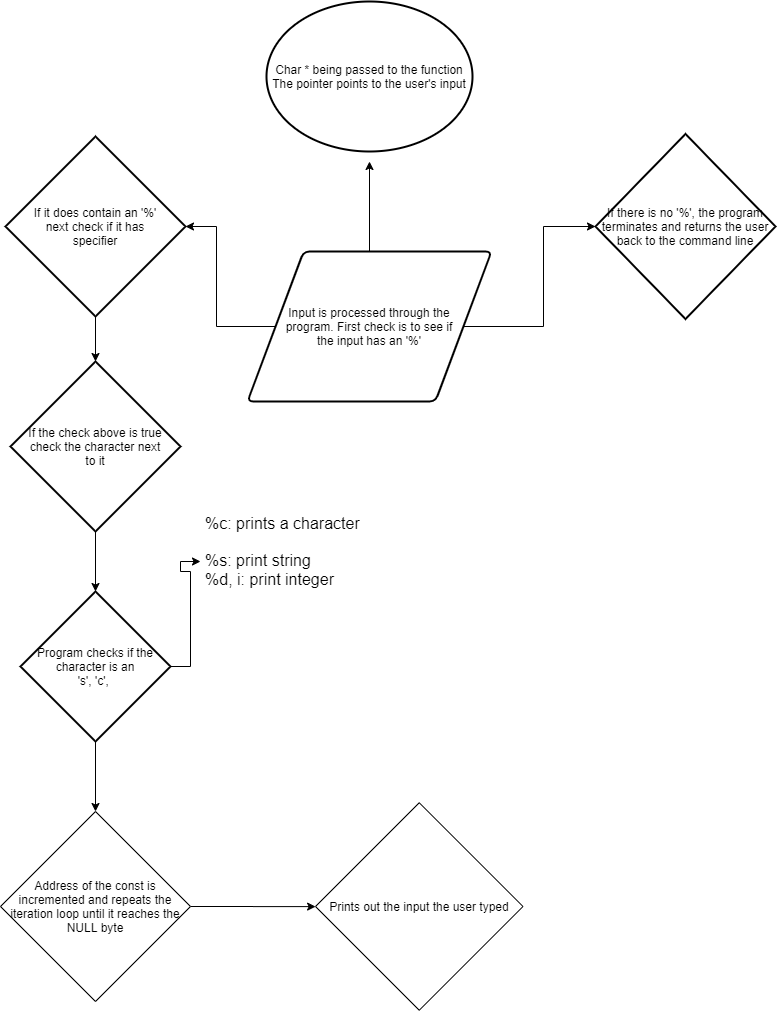 Char * being passed to the function
The pointer points to the user's input
If it does contain an '%'
next check if it has
specifier
If there is no '%', the program
terminates and returns the user
back to the command line
Input is processed through the
program. First check is to see if
the input has an '%'
If the check above is true
check the character next
to it
%c: prints a character
%s: print string
%d, i: print integer
Program checks if the
character is an
's', 'c',
Address of the const is
incremented and repeats the
iteration loop until it reaches the
NULL byte
Prints out the input the user typed